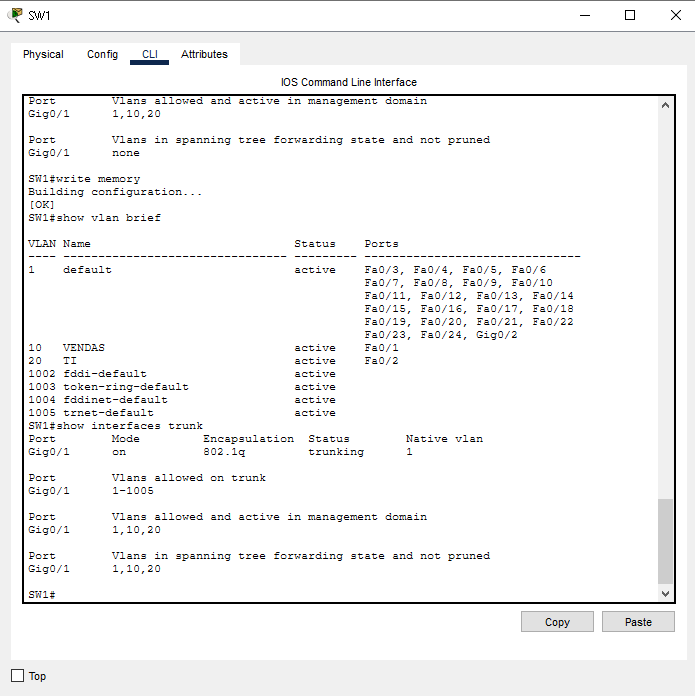 SW1
Physical Config CLI Attributes
IOS Command Line Interface
Port        Vlans allowed and active in management domain
Gig0/1      1,10,20

Port        Vlans in spanning tree forwarding state and not pruned
Gig0/1      none

SW1#write memory
Building configuration...
[OK]
SW1#show vlan brief

VLAN Name                             Status    Ports
---- -------------------------------- --------- -------------------------------
1    default                          active    Fa0/3, Fa0/4, Fa0/5, Fa0/6
                                                Fa0/7, Fa0/8, Fa0/9, Fa0/10
                                                Fa0/11, Fa0/12, Fa0/13, Fa0/14
                                                Fa0/15, Fa0/16, Fa0/17, Fa0/18
                                                Fa0/19, Fa0/20, Fa0/21, Fa0/22
                                                Fa0/23, Fa0/24, Gig0/2
10   VENDAS                           active    Fa0/1
20   TI                               active    Fa0/2
1002 fddi-default                     active
1003 token-ring-default               active
1004 fddinet-default                  active
1005 trnet-default                    active
SW1#show interfaces trunk
Port        Mode         Encapsulation  Status        Native vlan
Gig0/1      on           802.1q         trunking      1

Port        Vlans allowed on trunk
Gig0/1      1-1005

Port        Vlans allowed and active in management domain
Gig0/1      1,10,20

Port        Vlans in spanning tree forwarding state and not pruned
Gig0/1      1,10,20

SW1#
Copy Paste
Top